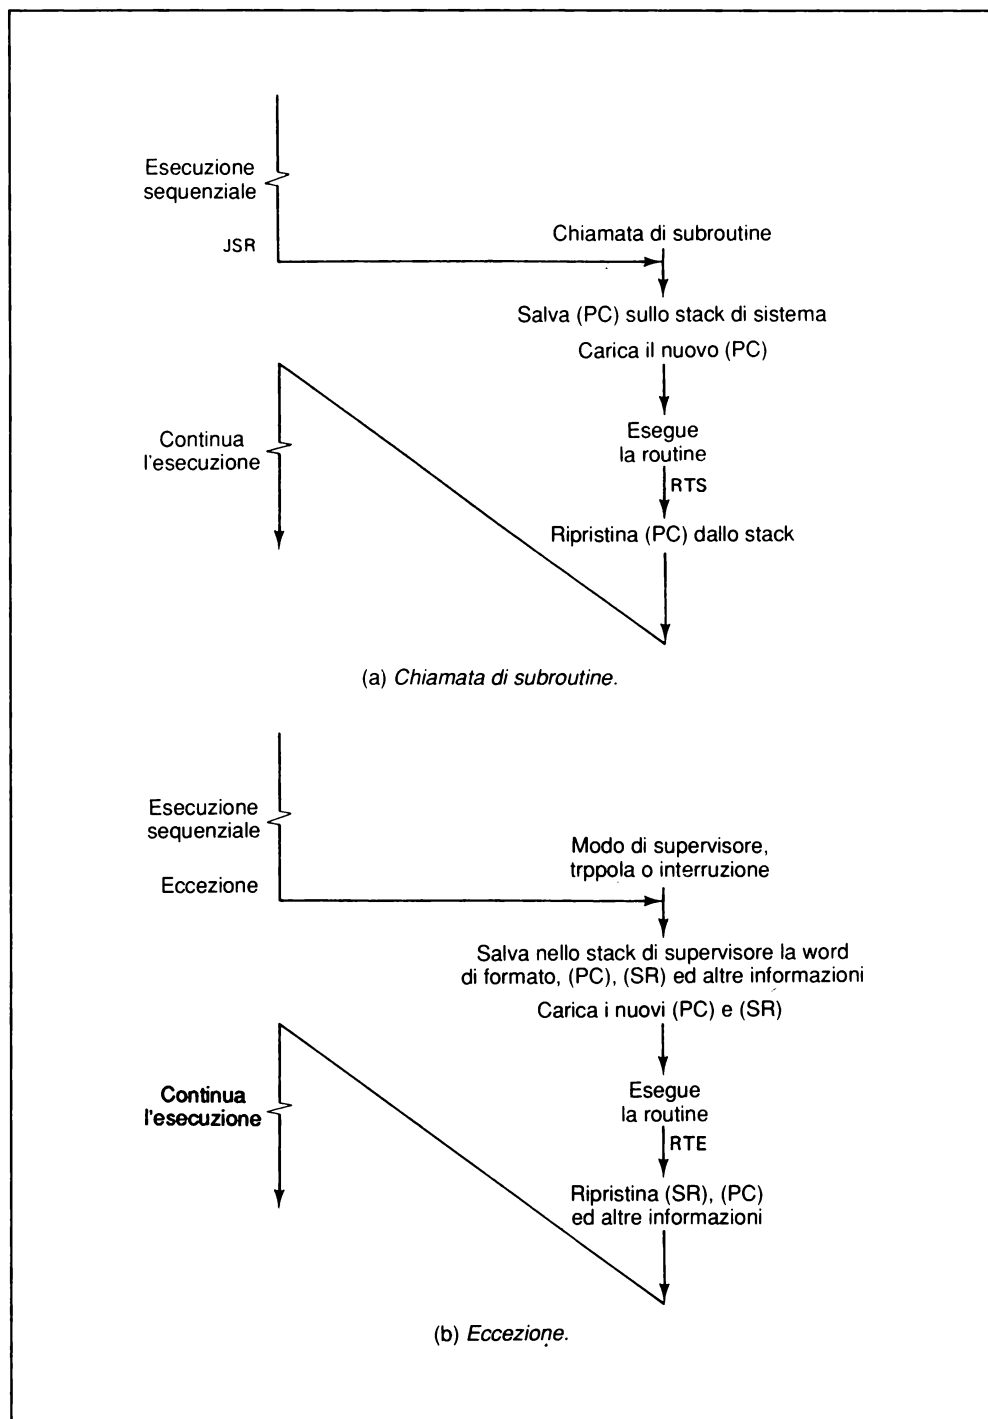 Esecuzione
sequenziale
JSR
Chiamata di subroutine
Salva (PC) sullo stack di sistema
Carica il nuovo (PC)
Esegue
la routine
RTS
Ripristina (PC) dallo stack
Continua
l'esecuzione
(a) Chiamata di subroutine.
Esecuzione
sequenziale
Eccezione
Modo di supervisore,
trppola o interruzione
Salva nello stack di supervisore la word
di formato, (PC), (SR) ed altre informazioni
Carica i nuovi (PC) e (SR)
Esegue
la routine
RTE
Ripristina (SR), (PC)
ed altre informazioni
Continua
l'esecuzione
(b) Eccezione.